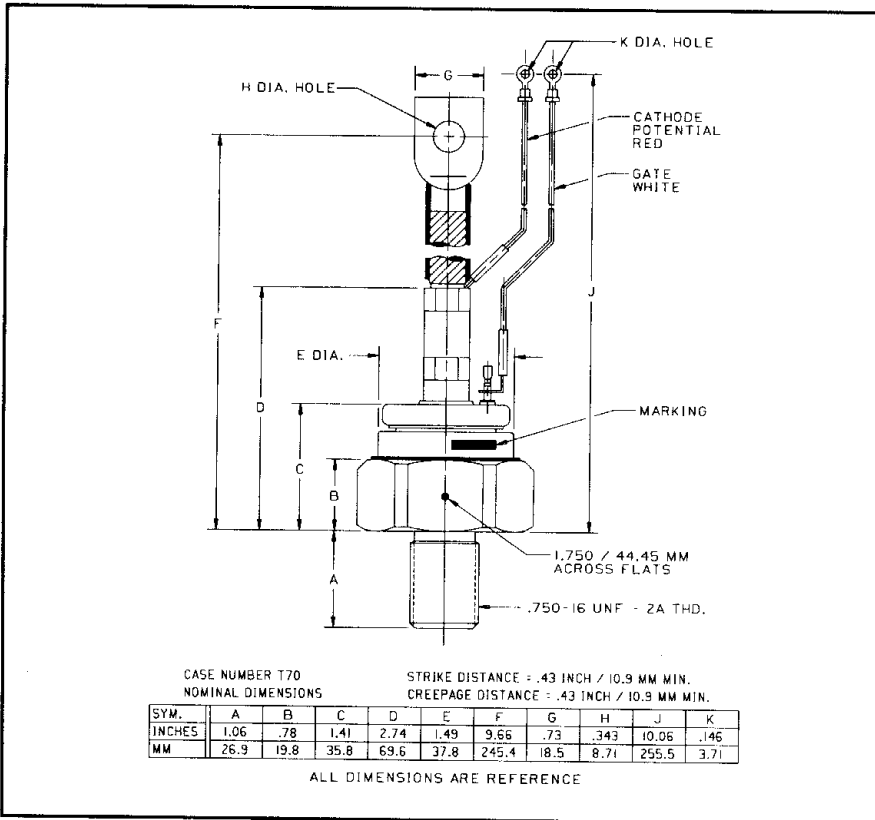 K DIA. HOLE
G
H DIA. HOLE
CATHODE
POTENTIAL
RED
GATE
WHITE
J
F
E DIA.
D
MARKING
C
B
1.750 / 44.45 MM
ACROSS FLATS
A
.750-16 UNF - 2A THD.
CASE NUMBER T70
NOMINAL DIMENSIONS
STRIKE DISTANCE = .43 INCH / 10.9 MM MIN.
CREEPAGE DISTANCE = .43 INCH / 10.9 MM MIN.
SYM. A B C D E F G H J K
INCHES 1.06 .78 1.41 2.74 1.49 9.66 .73 .343 10.06 .146
MM 26.9 19.8 35.8 69.6 37.8 245.4 18.5 8.71 255.5 3.71
ALL DIMENSIONS ARE REFERENCE